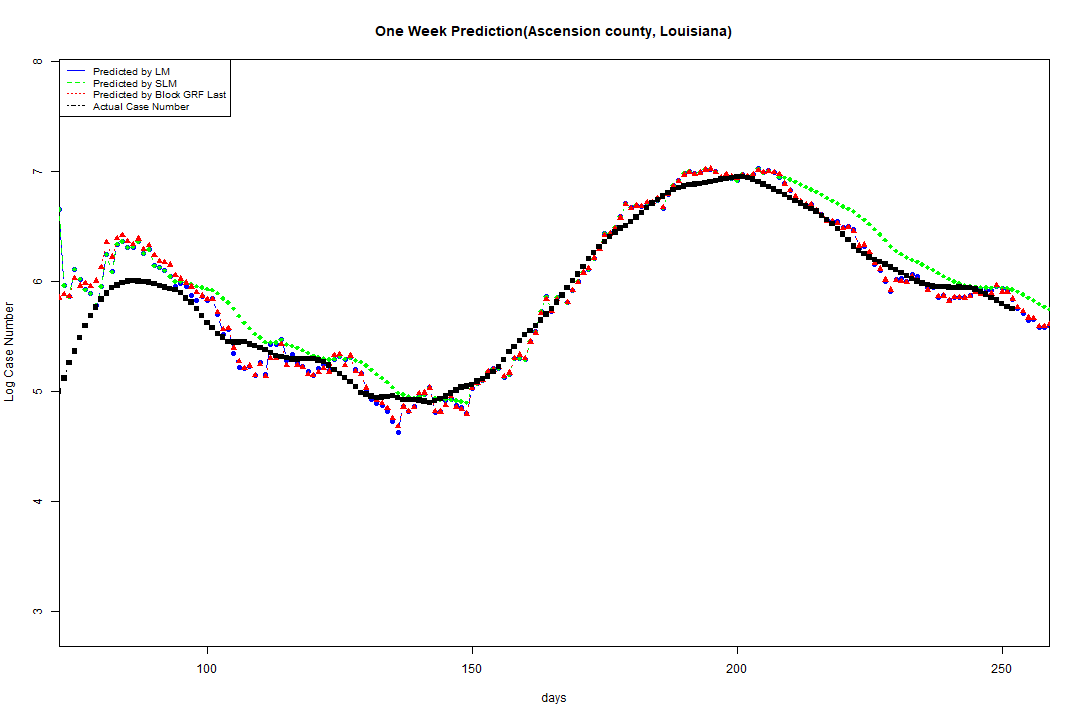 One Week Prediction(Ascension county, Louisiana)
Predicted by LM
Predicted by SLM
Predicted by Block GRF Last
Actual Case Number
8
7
6
5
4
3
Log Case Number
100 150 200 250
days